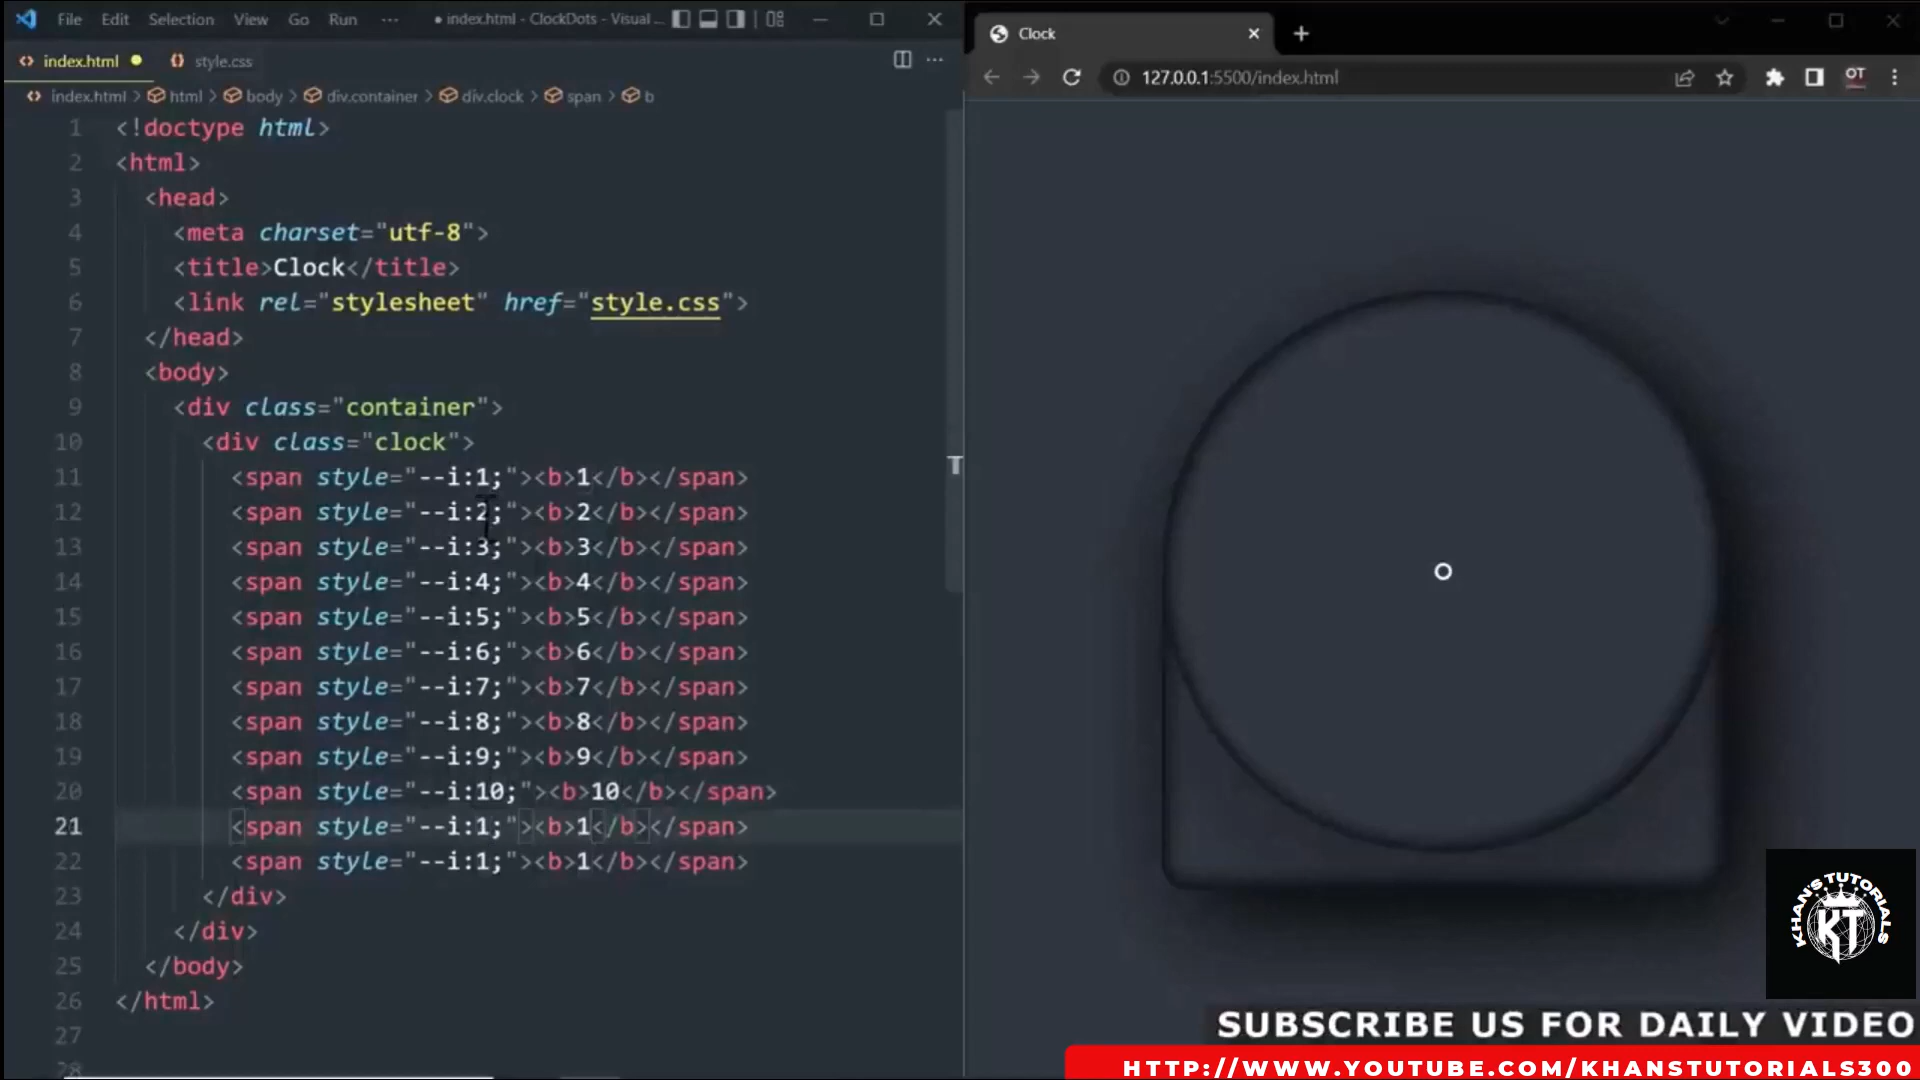 File Edit Selection View Go Run ··· ● index.html - ClockDots - Visual ...
index.html ● style.css
index.html > html > body > div.container > div.clock > span > b
1 <!doctype html>
2 <html>
3 <head>
4 <meta charset="utf-8">
5 <title>Clock</title>
6 <link rel="stylesheet" href="style.css">
7 </head>
8 <body>
9 <div class="container">
10 <div class="clock">
11 <span style="--i:1;"><b>1</b></span>
12 <span style="--i:2;"><b>2</b></span>
13 <span style="--i:3;"><b>3</b></span>
14 <span style="--i:4;"><b>4</b></span>
15 <span style="--i:5;"><b>5</b></span>
16 <span style="--i:6;"><b>6</b></span>
17 <span style="--i:7;"><b>7</b></span>
18 <span style="--i:8;"><b>8</b></span>
19 <span style="--i:9;"><b>9</b></span>
20 <span style="--i:10;"><b>10</b></span>
21 <span style="--i:1;"><b>1</b></span>
22 <span style="--i:1;"><b>1</b></span>
23 </div>
24 </div>
25 </body>
26 </html>
27
28
Clock
127.0.0.1:5500/index.html
OT
KHAN'S TUTORIALS
KT
SUBSCRIBE US FOR DAILY VIDEO
HTTP://WWW.YOUTUBE.COM/KHANSTUTORIALS300